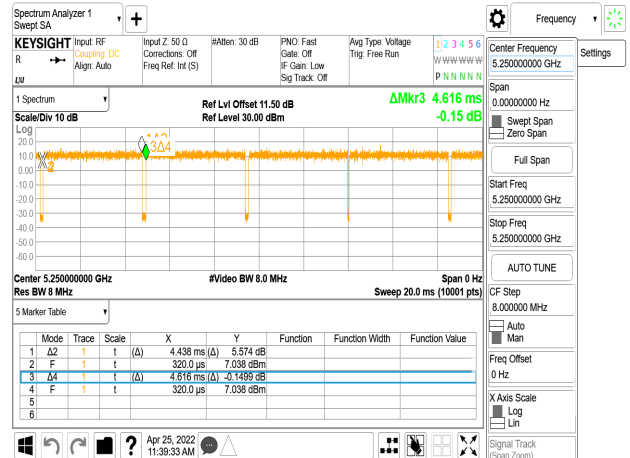 Spectrum Analyzer 1
Swept SA
Frequency
KEYSIGHT
R
Input: RF
Coupling: DC
Align: Auto
Input Z: 50 Ω
Corrections: Off
Freq Ref: Int (S)
#Atten: 30 dB
PNO: Fast
Gate: Off
IF Gain: Low
Sig Track: Off
Avg Type: Voltage
Trig: Free Run
1 2 3 4 5 6
W W W W W W
P N N N N N
Center Frequency
5.250000000 GHz
Settings
Span
0.00000000 Hz
Swept Span
Zero Span
Full Span
Start Freq
5.250000000 GHz
Stop Freq
5.250000000 GHz
AUTO TUNE
CF Step
8.000000 MHz
Auto
Man
Freq Offset
0 Hz
X Axis Scale
Log
Lin
Signal Track
(Span Zoom)
1 Spectrum
Scale/Div 10 dB
Ref Lvl Offset 11.50 dB
Ref Level 30.00 dBm
ΔMkr3 4.616 ms
-0.15 dB
Log
20.0
10.0
0.00
-10.0
-20.0
-30.0
-40.0
-50.0
-60.0
3Δ4
Center 5.250000000 GHz
Res BW 8 MHz
#Video BW 8.0 MHz
Span 0 Hz
Sweep 20.0 ms (10001 pts)
5 Marker Table
Mode Trace Scale X Y Function Function Width Function Value
1 Δ2 1 t (Δ) 4.438 ms (Δ) 5.574 dB
2 F 1 t 320.0 µs 7.038 dBm
3 Δ4 1 t (Δ) 4.616 ms (Δ) -0.1499 dB
4 F 1 t 320.0 µs 7.038 dBm
5
6
?
Apr 25, 2022
11:39:33 AM